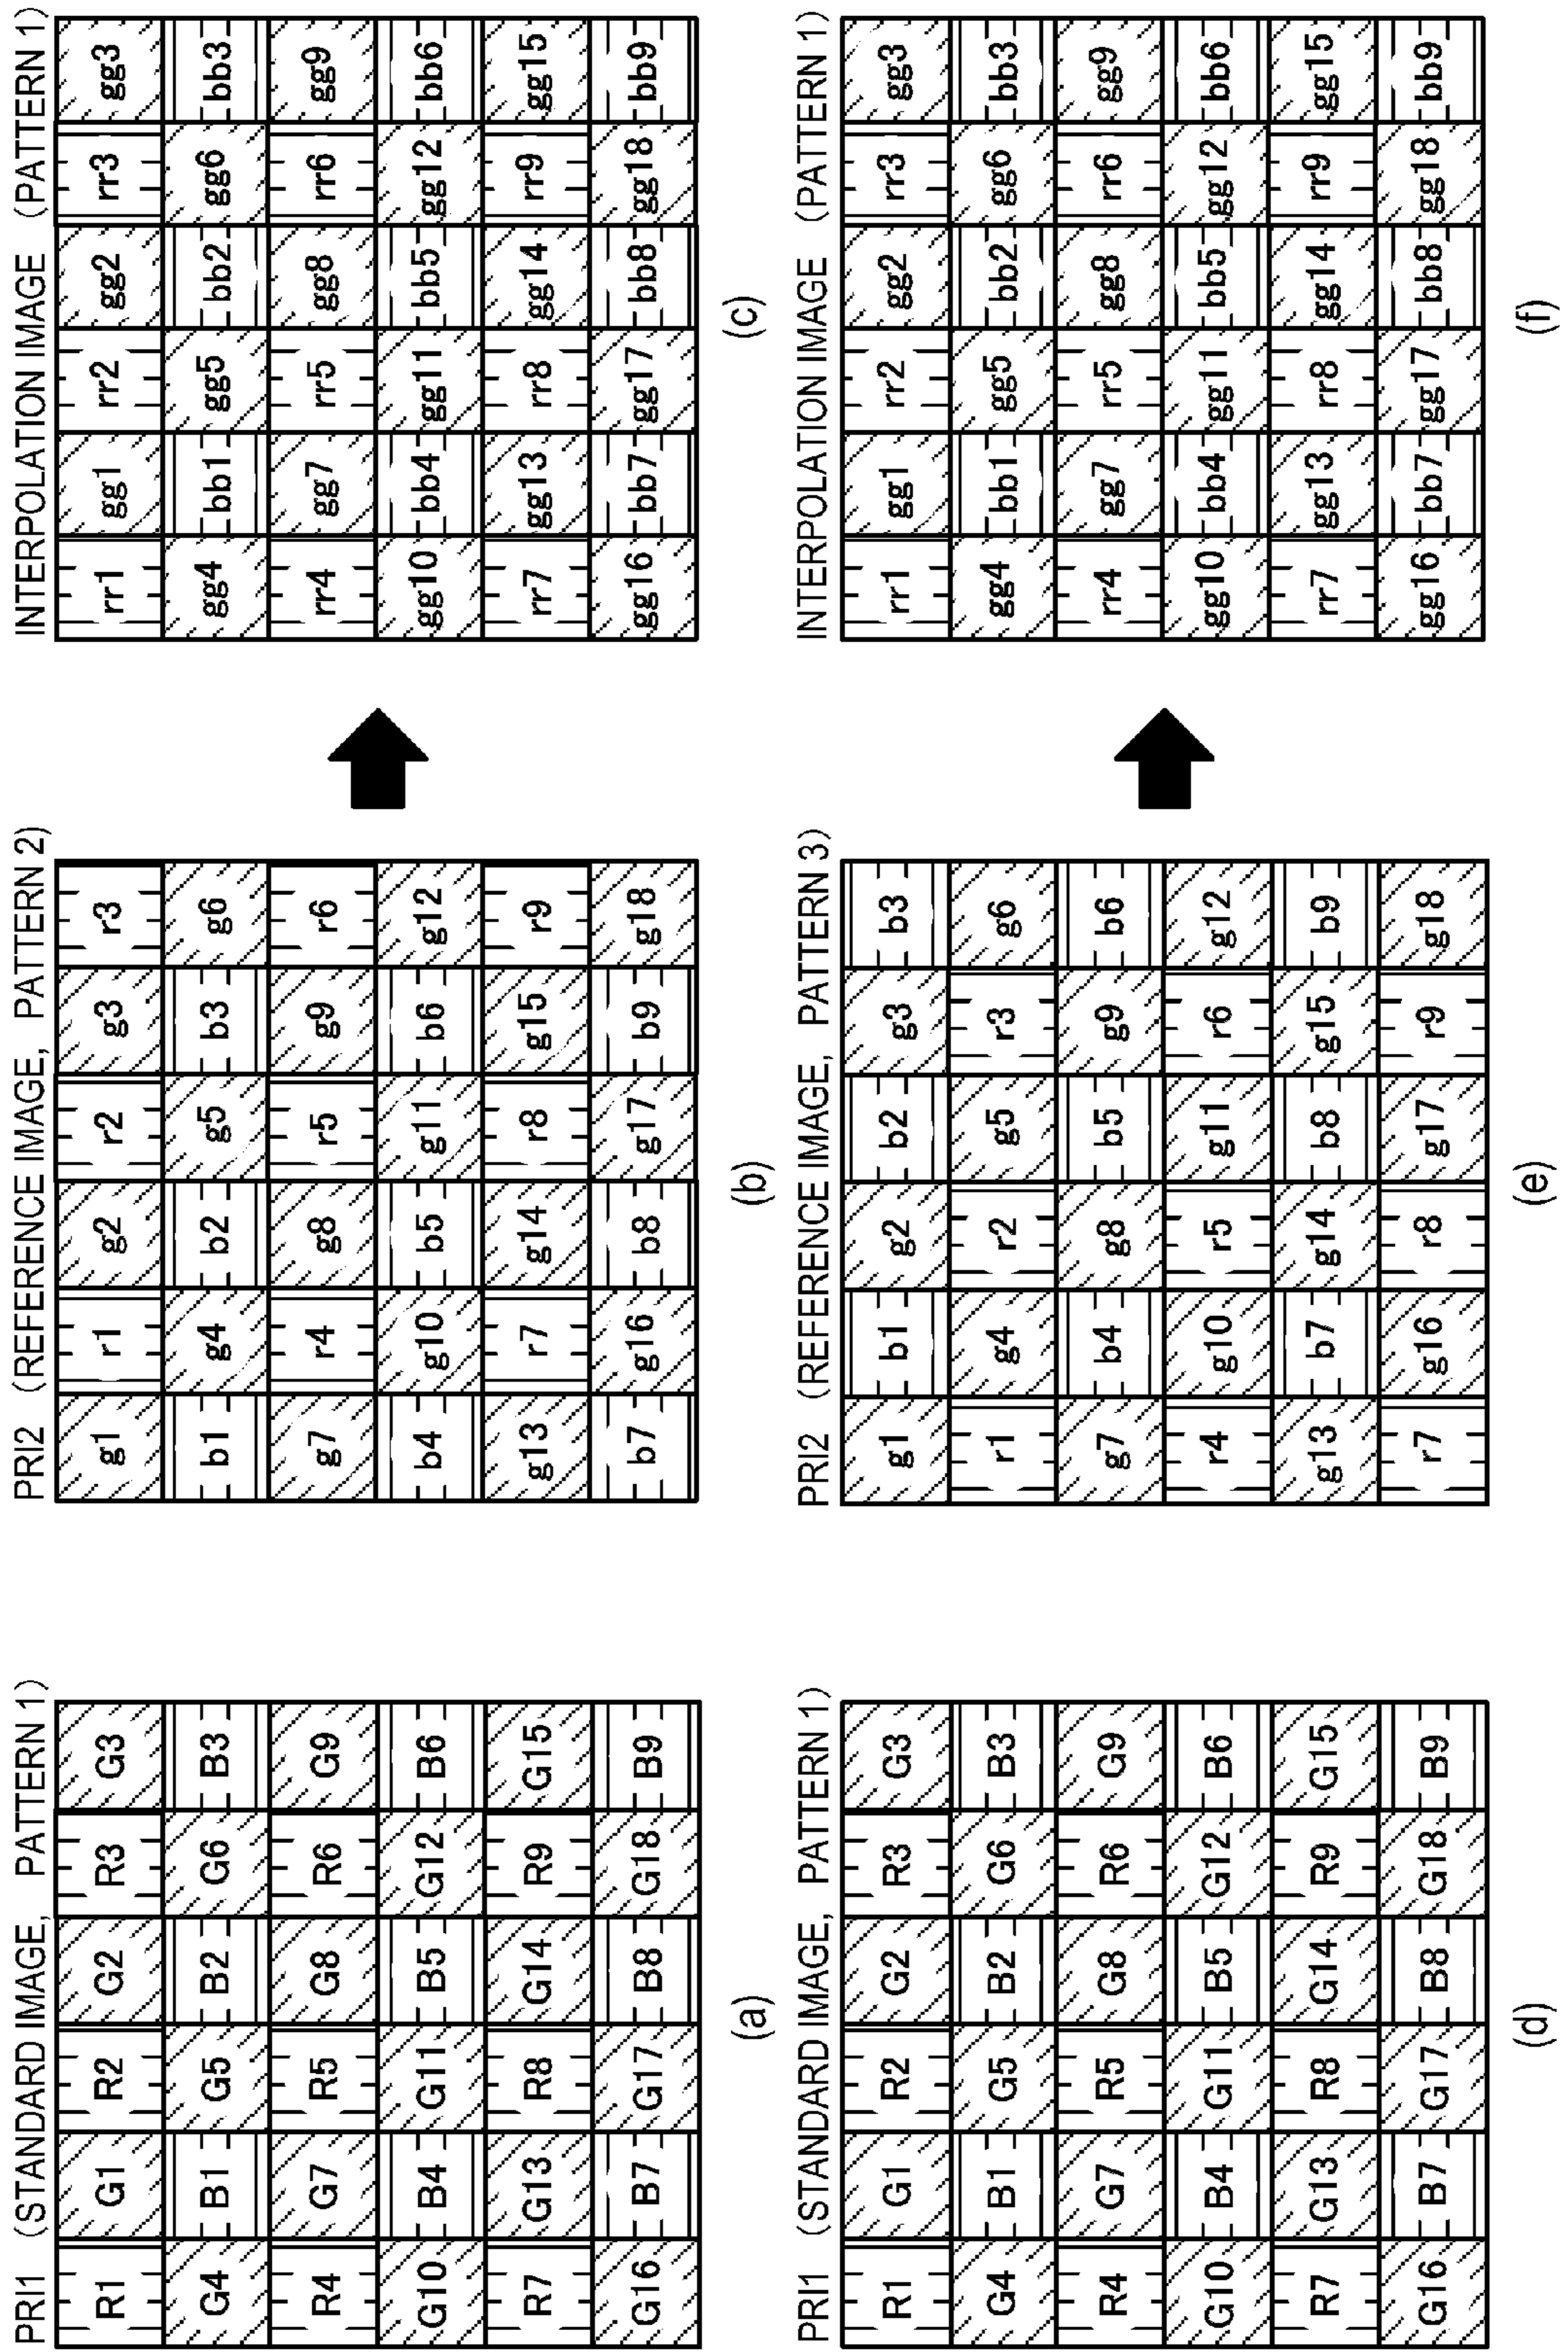 PRI1 (STANDARD IMAGE, PATTERN 1)
R1 G1 R2 G2 R3 G3
G4 B1 G5 B2 G6 B3
R4 G7 R5 G8 R6 G9
G10 B4 G11 B5 G12 B6
R7 G13 R8 G14 R9 G15
G16 B7 G17 B8 G18 B9
(a)
PRI2 (REFERENCE IMAGE, PATTERN 2)
g1 r1 g2 r2 g3 r3
b1 g4 b2 g5 b3 g6
g7 r4 g8 r5 g9 r6
b4 g10 b5 g11 b6 g12
g13 r7 g14 r8 g15 r9
b7 g16 b8 g17 b9 g18
(b)
INTERPOLATION IMAGE (PATTERN 1)
rr1 gg1 rr2 gg2 rr3 gg3
gg4 bb1 gg5 bb2 gg6 bb3
rr4 gg7 rr5 gg8 rr6 gg9
gg10 bb4 gg11 bb5 gg12 bb6
rr7 gg13 rr8 gg14 rr9 gg15
gg16 bb7 gg17 bb8 gg18 bb9
(c)
PRI1 (STANDARD IMAGE, PATTERN 1)
R1 G1 R2 G2 R3 G3
G4 B1 G5 B2 G6 B3
R4 G7 R5 G8 R6 G9
G10 B4 G11 B5 G12 B6
R7 G13 R8 G14 R9 G15
G16 B7 G17 B8 G18 B9
(d)
PRI2 (REFERENCE IMAGE, PATTERN 3)
g1 b1 g2 b2 g3 b3
r1 g4 r2 g5 r3 g6
g7 b4 g8 b5 g9 b6
r4 g10 r5 g11 r6 g12
g13 b7 g14 b8 g15 b9
r7 g16 r8 g17 r9 g18
(e)
INTERPOLATION IMAGE (PATTERN 1)
rr1 gg1 rr2 gg2 rr3 gg3
gg4 bb1 gg5 bb2 gg6 bb3
rr4 gg7 rr5 gg8 rr6 gg9
gg10 bb4 gg11 bb5 gg12 bb6
rr7 gg13 rr8 gg14 rr9 gg15
gg16 bb7 gg17 bb8 gg18 bb9
(f)